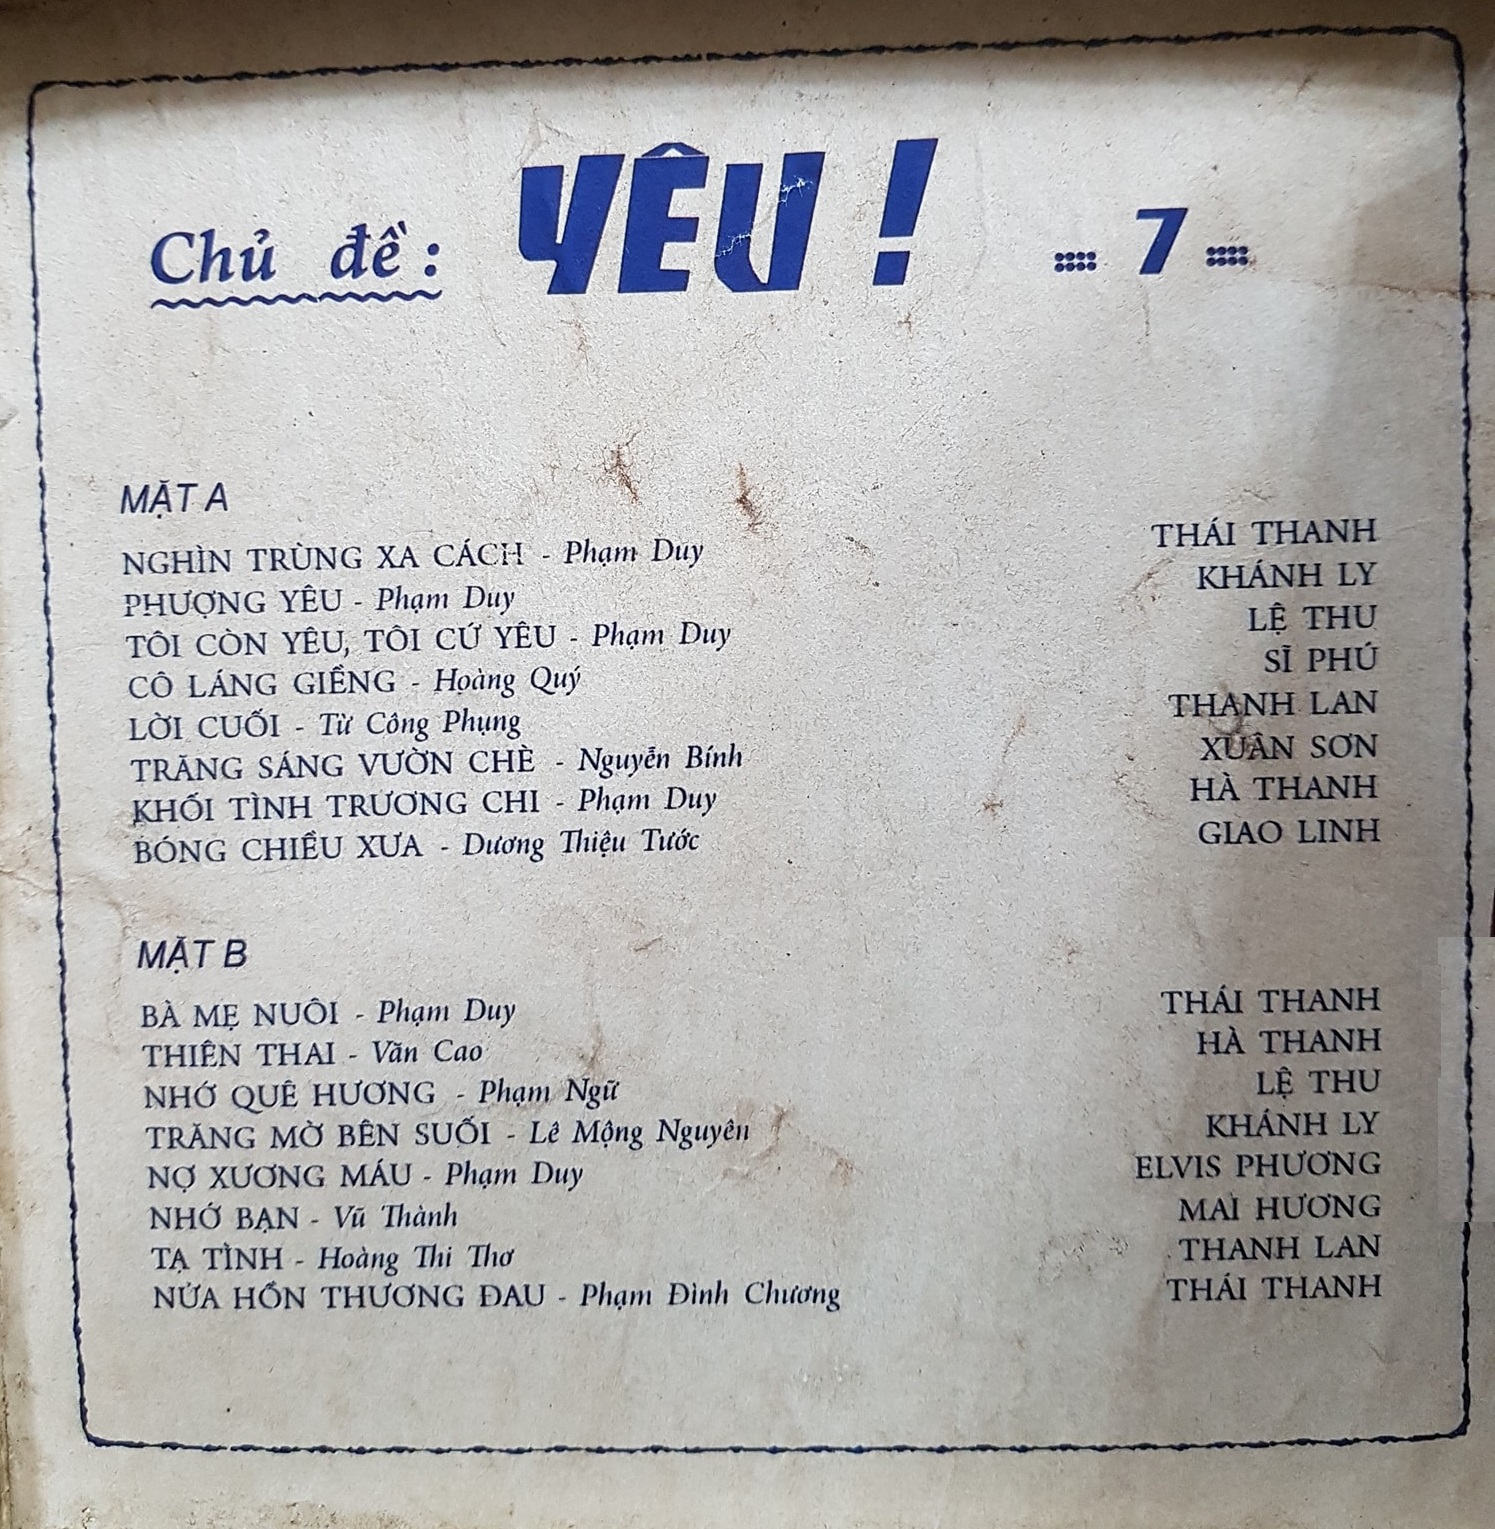 Chủ đề: YÊU ! 7
MẶT A
NGHÌN TRÙNG XA CÁCH - Phạm Duy THÁI THANH
PHƯỢNG YÊU - Phạm Duy KHÁNH LY
TÔI CÒN YÊU, TÔI CỨ YÊU - Phạm Duy LỆ THU
CÔ LÁNG GIỀNG - Hoàng Quý SĨ PHÚ
LỜI CUỐI - Từ Công Phụng THANH LAN
TRĂNG SÁNG VƯỜN CHÈ - Nguyễn Bính XUÂN SƠN
KHỐI TÌNH TRƯƠNG CHI - Phạm Duy HÀ THANH
BÓNG CHIỀU XƯA - Dương Thiệu Tước GIAO LINH
MẶT B
BÀ MẸ NUÔI - Phạm Duy THÁI THANH
THIÊN THAI - Văn Cao HÀ THANH
NHỚ QUÊ HƯƠNG - Phạm Ngữ LỆ THU
TRĂNG MỜ BÊN SUỐI - Lê Mộng Nguyên KHÁNH LY
NỢ XƯƠNG MÁU - Phạm Duy ELVIS PHƯƠNG
NHỚ BẠN - Vũ Thành MAI HƯƠNG
TẠ TÌNH - Hoàng Thi Thơ THANH LAN
NỬA HỒN THƯƠNG ĐAU - Phạm Đình Chương THÁI THANH